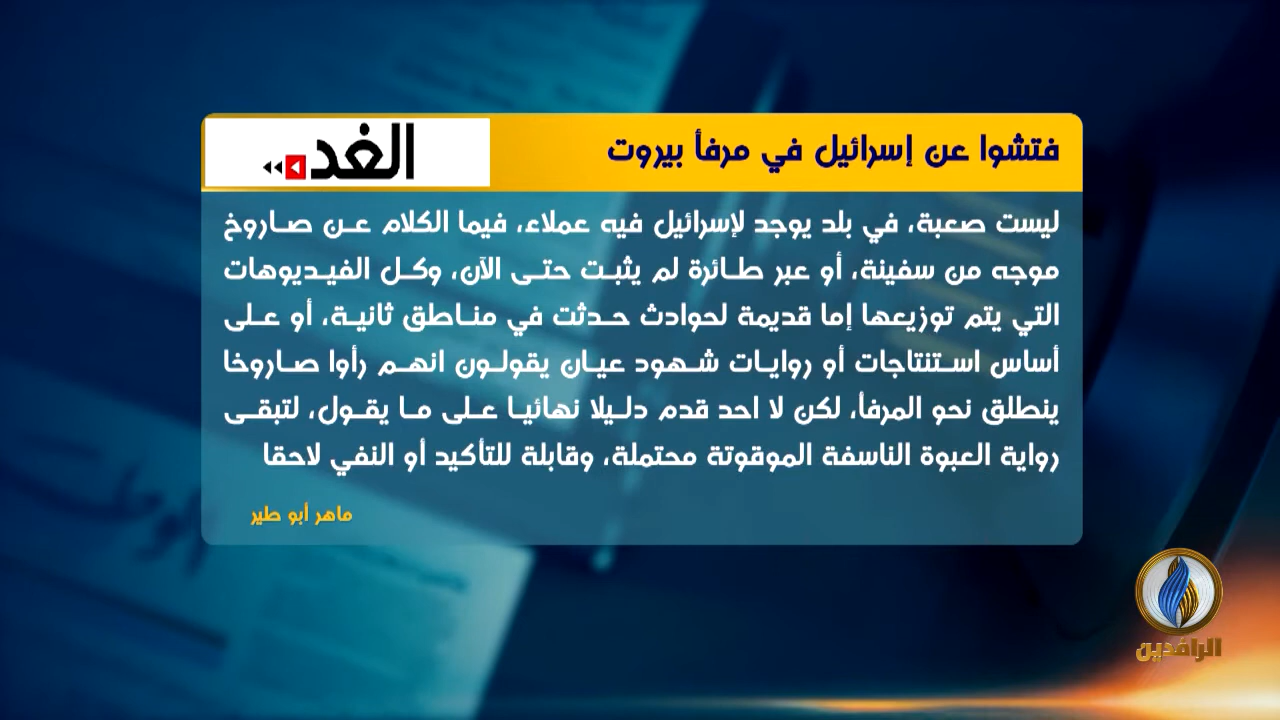 فتشوا عن إسرائيل في مرفأ بيروت
الغد
ليست صعبة، في بلد يوجد لإسرائيل فيه عملاء، فيما الكلام عن صاروخ
موجه من سفينة، أو عبر طائرة لم يثبت حتى الآن، وكل الفيديوهات
التي يتم توزيعها إما قديمة لحوادث حدثت في مناطق ثانية، أو على
أساس استنتاجات أو روايات شهود عيان يقولون انهم رأوا صاروخا
ينطلق نحو المرفأ، لكن لا احد قدم دليلا نهائيا على ما يقول، لتبقى
رواية العبوة الناسفة الموقوتة محتملة، وقابلة للتأكيد أو النفي لاحقا
ماهر أبو طير
الرافدين